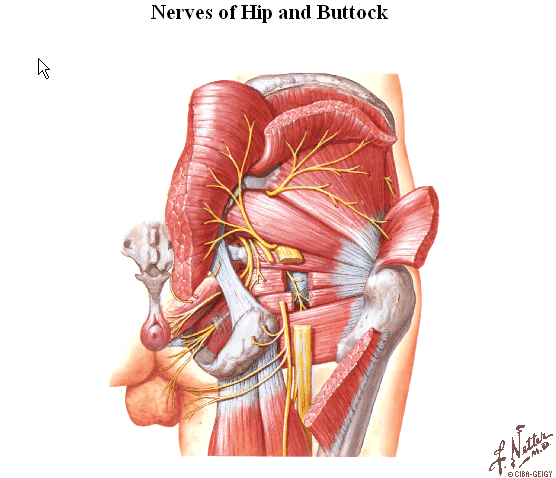 Nerves of Hip and Buttock
F. Netter
M.D.
© CIBA-GEIGY